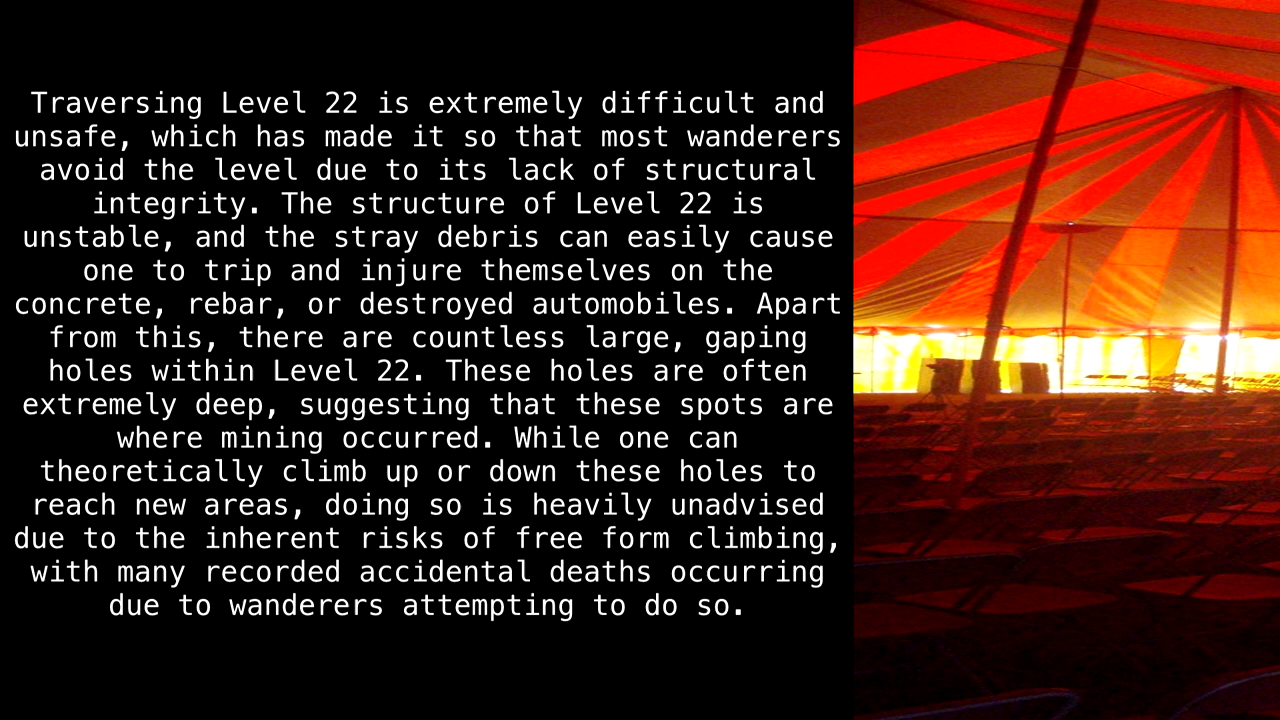 Traversing Level 22 is extremely difficult and
unsafe, which has made it so that most wanderers
avoid the level due to its lack of structural
integrity. The structure of Level 22 is
unstable, and the stray debris can easily cause
one to trip and injure themselves on the
concrete, rebar, or destroyed automobiles. Apart
from this, there are countless large, gaping
holes within Level 22. These holes are often
extremely deep, suggesting that these spots are
where mining occurred. While one can
theoretically climb up or down these holes to
reach new areas, doing so is heavily unadvised
due to the inherent risks of free form climbing,
with many recorded accidental deaths occurring
due to wanderers attempting to do so.